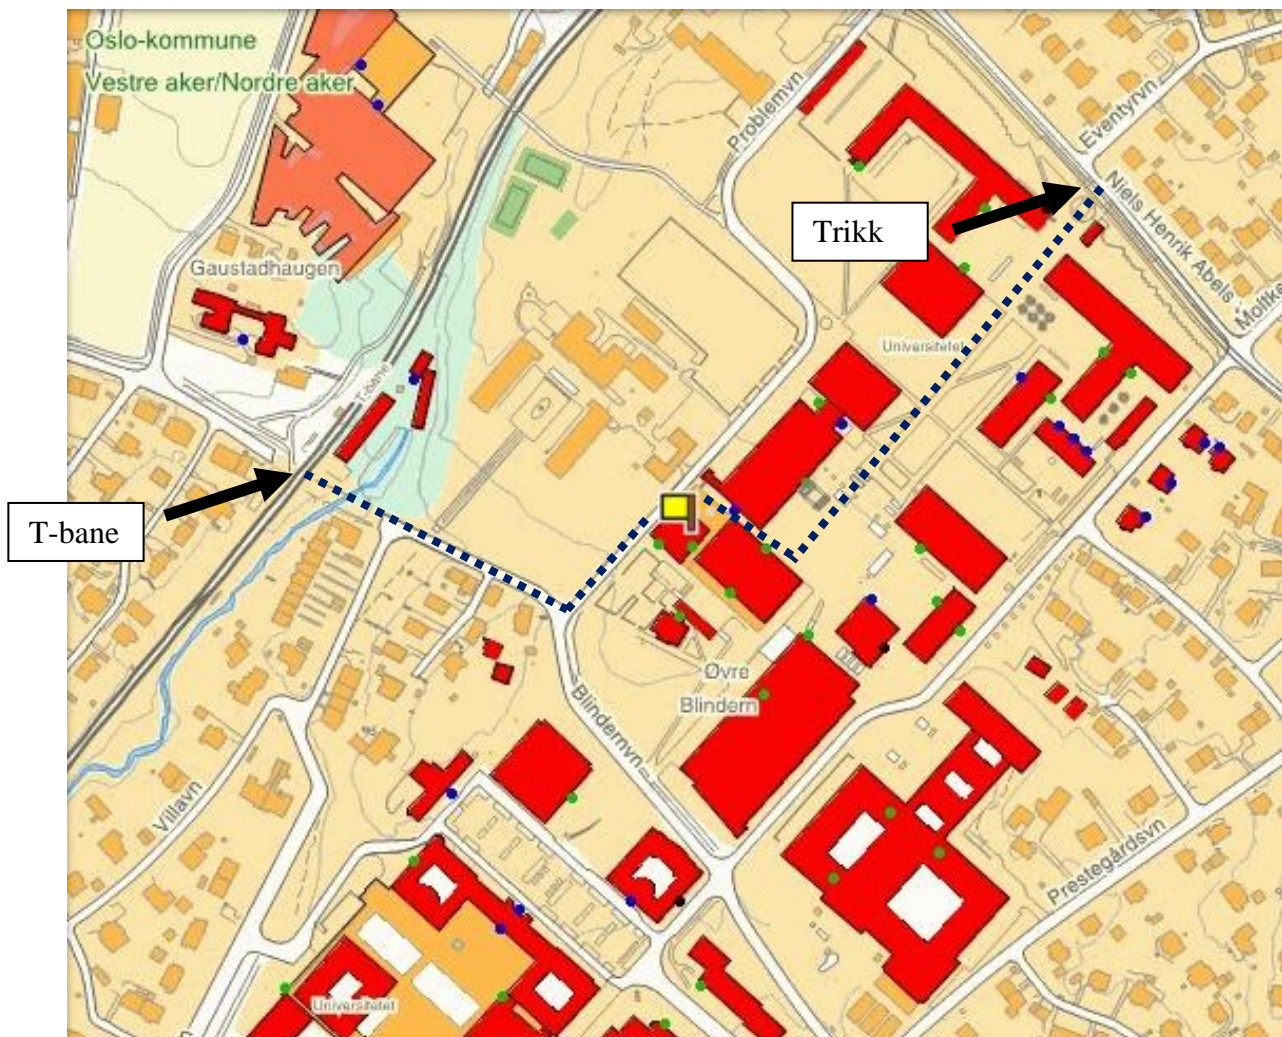 Oslo-kommune
Vestre aker/Nordre aker
Problemvn
Eventyrvn
Niels Henrik Abels
Trikk
Gaustadhaugen
Universitetet
T-bane
T-bane
Øvre
Blindern
Blindernvn
Villavn
Prestegårdsvn
Universitetet